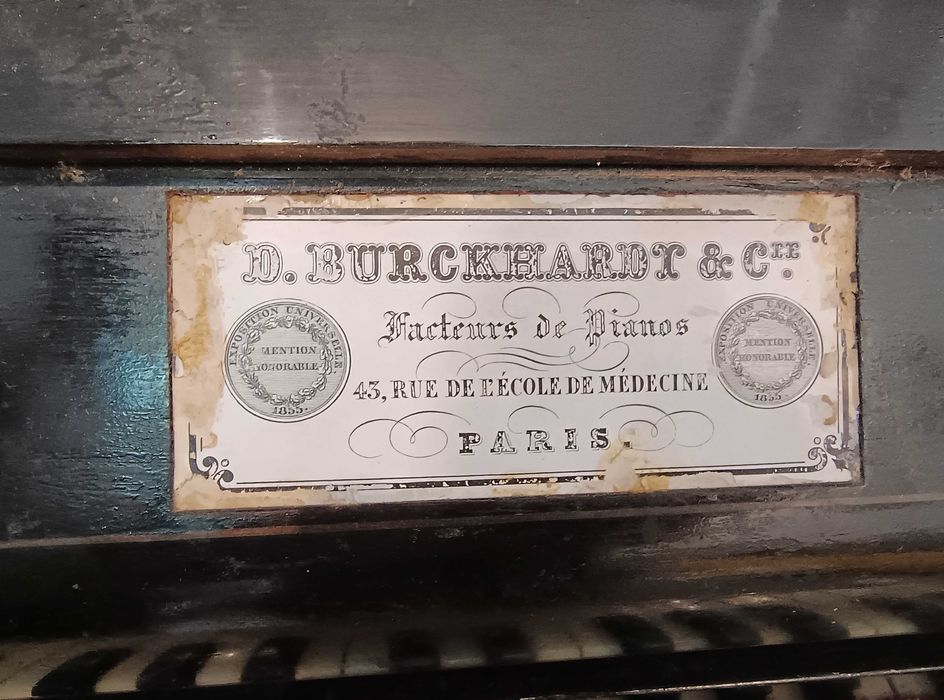 D. BURCKHARDT & CIE.
EXPOSITION UNIVERSELLE
MENTION
HONORABLE
1855.
Facteurs de Pianos
43, RUE DE L'ÉCOLE DE MÉDECINE
PARIS.
EXPOSITION UNIVERSELLE
MENTION
HONORABLE
1855.